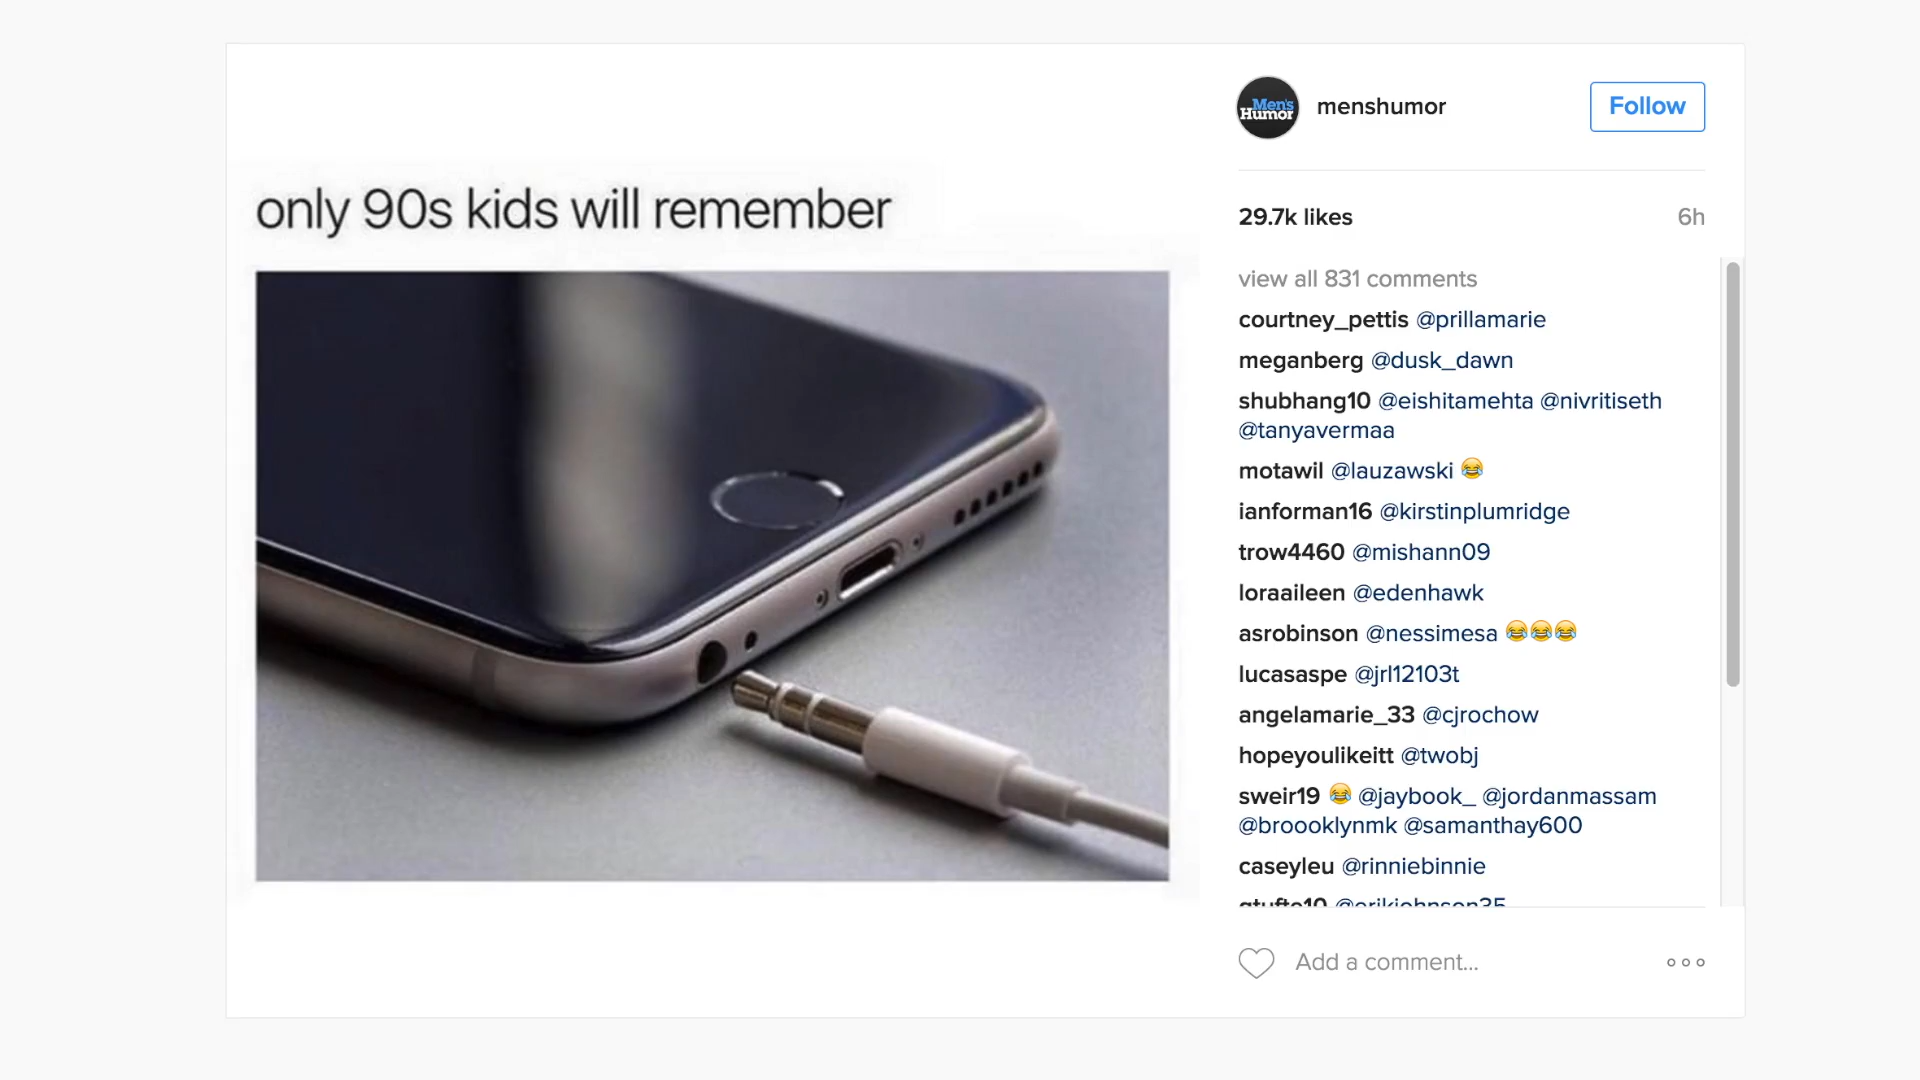 only 90s kids will remember
Men's
Humor
menshumor
Follow
29.7k likes
6h
view all 831 comments
courtney_pettis @prillamarie
meganberg @dusk_dawn
shubhang10 @eishitamehta @nivritiseth
@tanyavermaa
motawil @lauzawski 😂
ianforman16 @kirstinplumridge
trow4460 @mishann09
loraaileen @edenhawk
asrobinson @nessimesa 😂😂😂
lucasaspe @jrl12103t
angelamarie_33 @cjrochow
hopeyoulikeitt @twobj
sweir19 😂 @jaybook_ @jordanmassam
@broooklynmk @samanthay600
caseyleu @rinniebinnie
Add a comment...